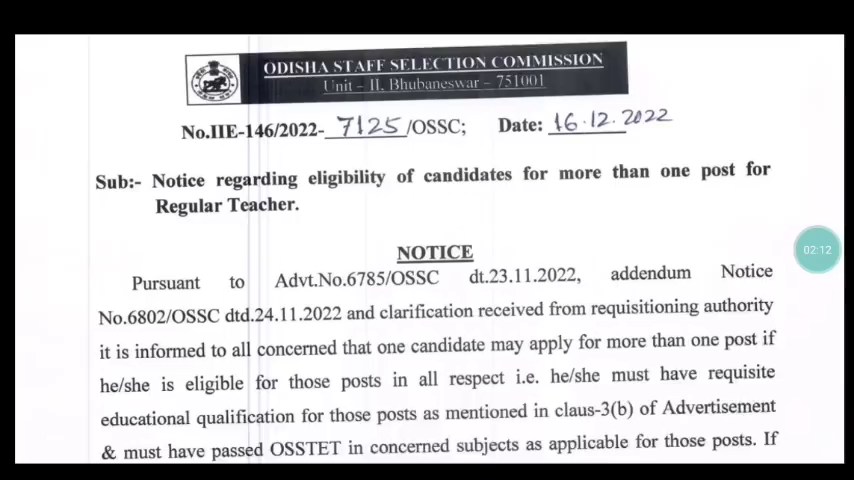 ODISHA STAFF SELECTION COMMISSION
Unit – II, Bhubaneswar – 751001
No.IIE-146/2022- 7125 /OSSC; Date: 16.12.2022
Sub:- Notice regarding eligibility of candidates for more than one post for
Regular Teacher.
NOTICE
02:12
Pursuant to Advt.No.6785/OSSC dt.23.11.2022, addendum Notice
No.6802/OSSC dtd.24.11.2022 and clarification received from requisitioning authority
it is informed to all concerned that one candidate may apply for more than one post if
he/she is eligible for those posts in all respect i.e. he/she must have requisite
educational qualification for those posts as mentioned in claus-3(b) of Advertisement
& must have passed OSSTET in concerned subjects as applicable for those posts. If